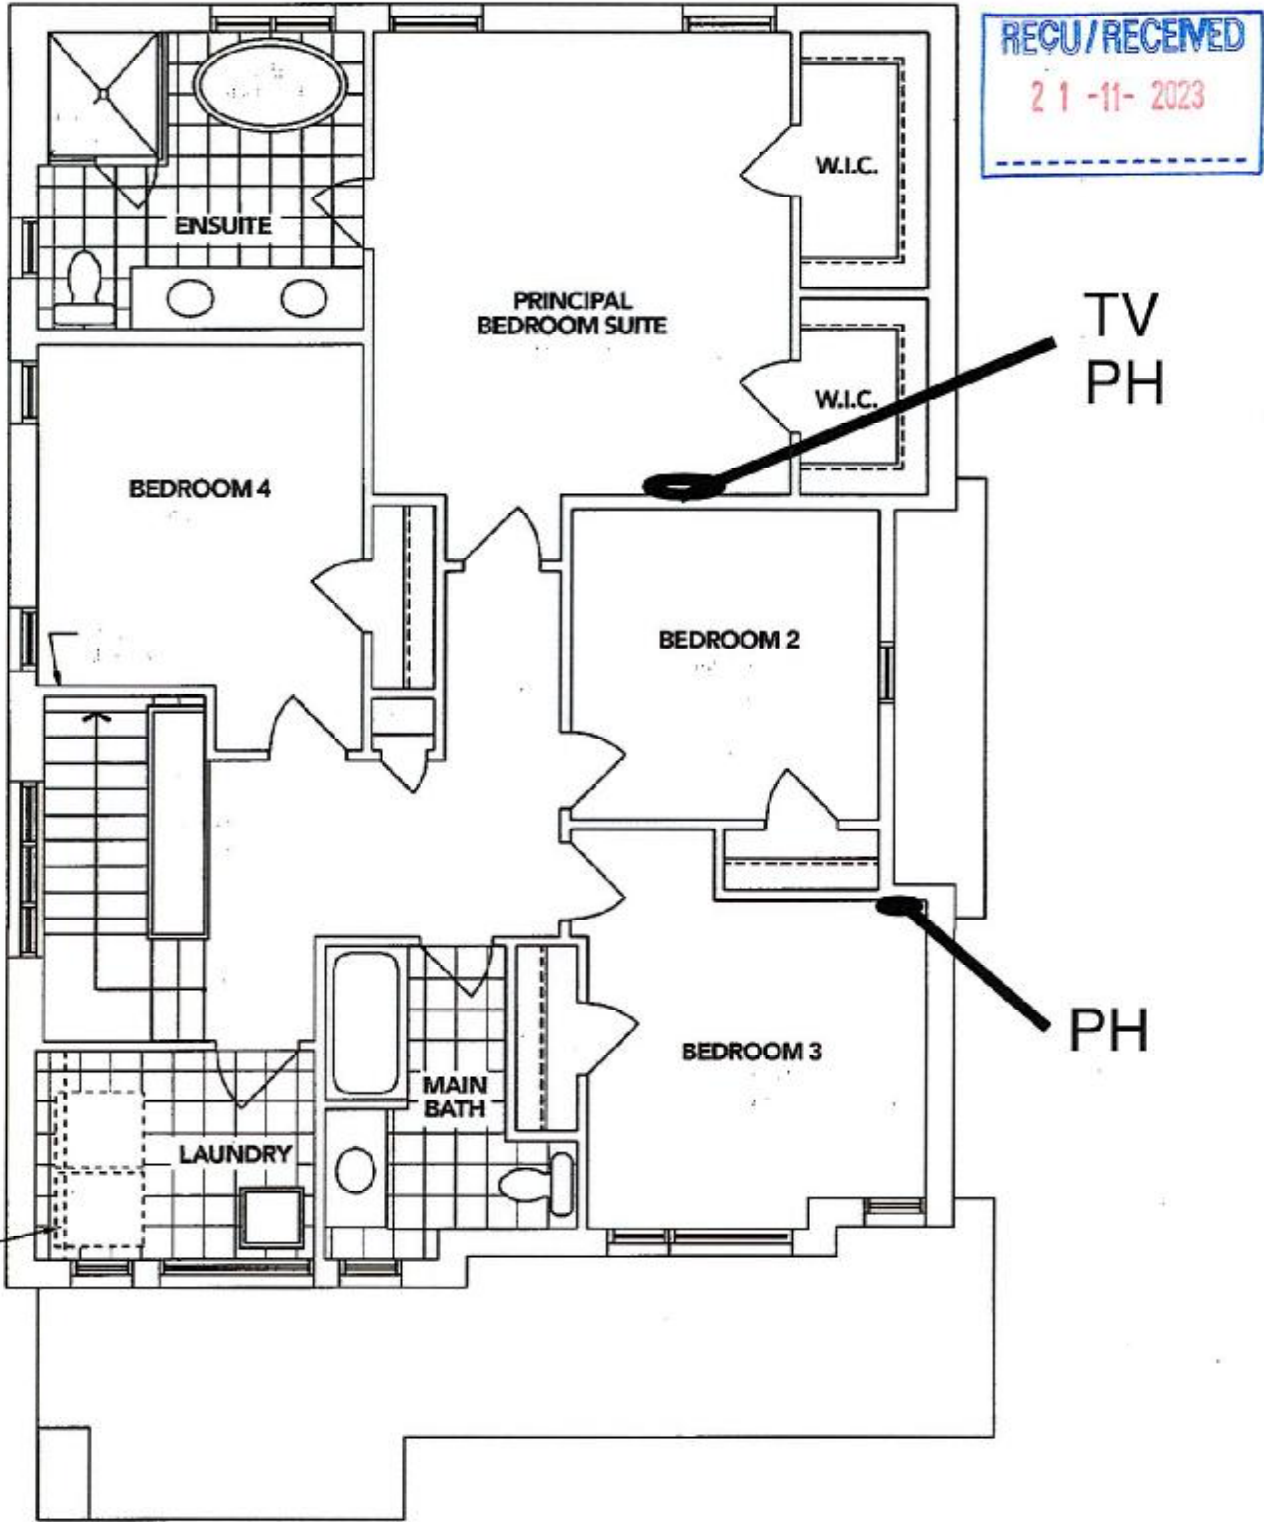 REÇU / RECEIVED
21 -11- 2023
W.I.C.
ENSUITE
PRINCIPAL
BEDROOM SUITE
TV
PH
W.I.C.
BEDROOM 4
BEDROOM 2
PH
BEDROOM 3
MAIN
BATH
LAUNDRY